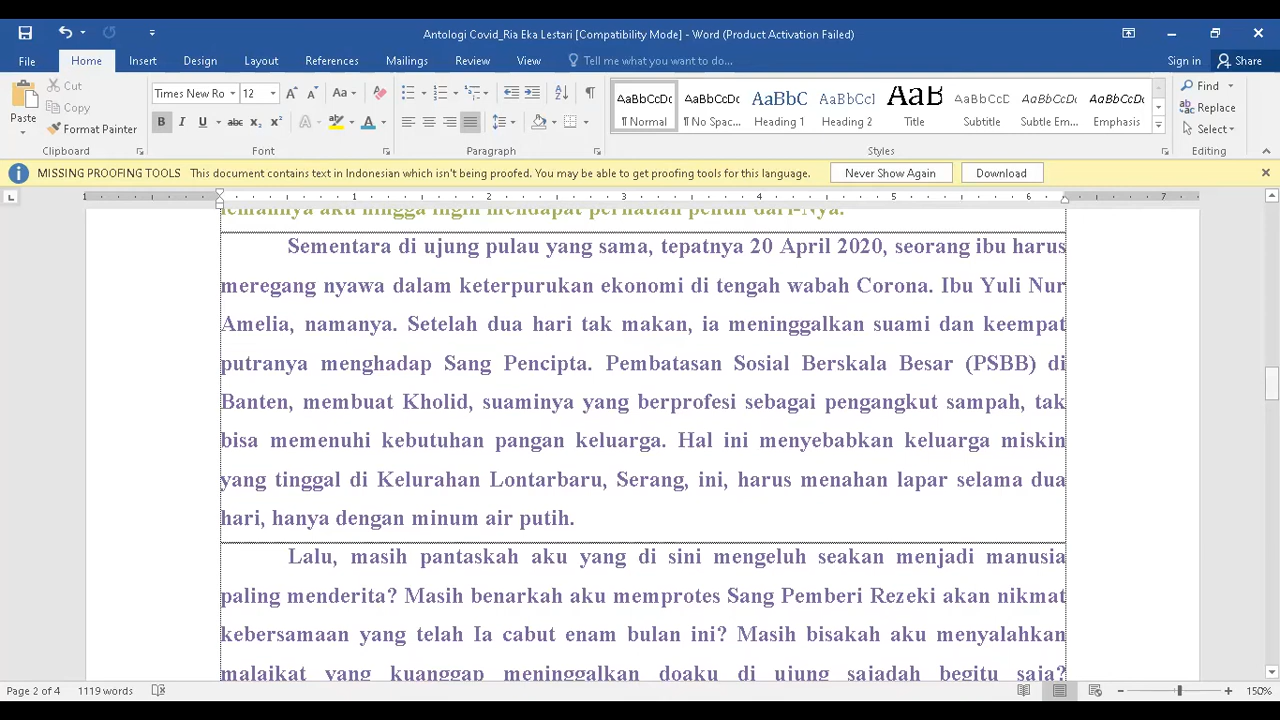 Antologi Covid_Ria Eka Lestari [Compatibility Mode] - Word (Product Activation Failed)
File Home Insert Design Layout References Mailings Review View Tell me what you want to do... Sign in Share
Paste
Cut
Copy
Format Painter
Clipboard
Times New Ro 12 Aa
B I U abc x₂ x² A A
Font
Paragraph
AaBbCcDc AaBbCcDc AaBbC AaBbCcI AaB AaBbCcDc AaBbCcDc AaBbCcDc
¶ Normal ¶ No Spac... Heading 1 Heading 2 Title Subtitle Subtle Em... Emphasis
Styles
Find
Replace
Select
Editing
MISSING PROOFING TOOLS This document contains text in Indonesian which isn't being proofed. You may be able to get proofing tools for this language. Never Show Again Download
1 1 2 3 4 5 6 7
aku hingga ingin mendapat perhatian penuh dari-Nya.
Sementara di ujung pulau yang sama, tepatnya 20 April 2020, seorang ibu harus
meregang nyawa dalam keterpurukan ekonomi di tengah wabah Corona. Ibu Yuli Nur
Amelia, namanya. Setelah dua hari tak makan, ia meninggalkan suami dan keempat
putranya menghadap Sang Pencipta. Pembatasan Sosial Berskala Besar (PSBB) di
Banten, membuat Kholid, suaminya yang berprofesi sebagai pengangkut sampah, tak
bisa memenuhi kebutuhan pangan keluarga. Hal ini menyebabkan keluarga miskin
yang tinggal di Kelurahan Lontarbaru, Serang, ini, harus menahan lapar selama dua
hari, hanya dengan minum air putih.
Lalu, masih pantaskah aku yang di sini mengeluh seakan menjadi manusia
paling menderita? Masih benarkah aku memprotes Sang Pemberi Rezeki akan nikmat
kebersamaan yang telah Ia cabut enam bulan ini? Masih bisakah aku menyalahkan
malaikat yang kuanggap meninggalkan doaku di ujung sajadah begitu saja?
Page 2 of 4 1119 words 150%